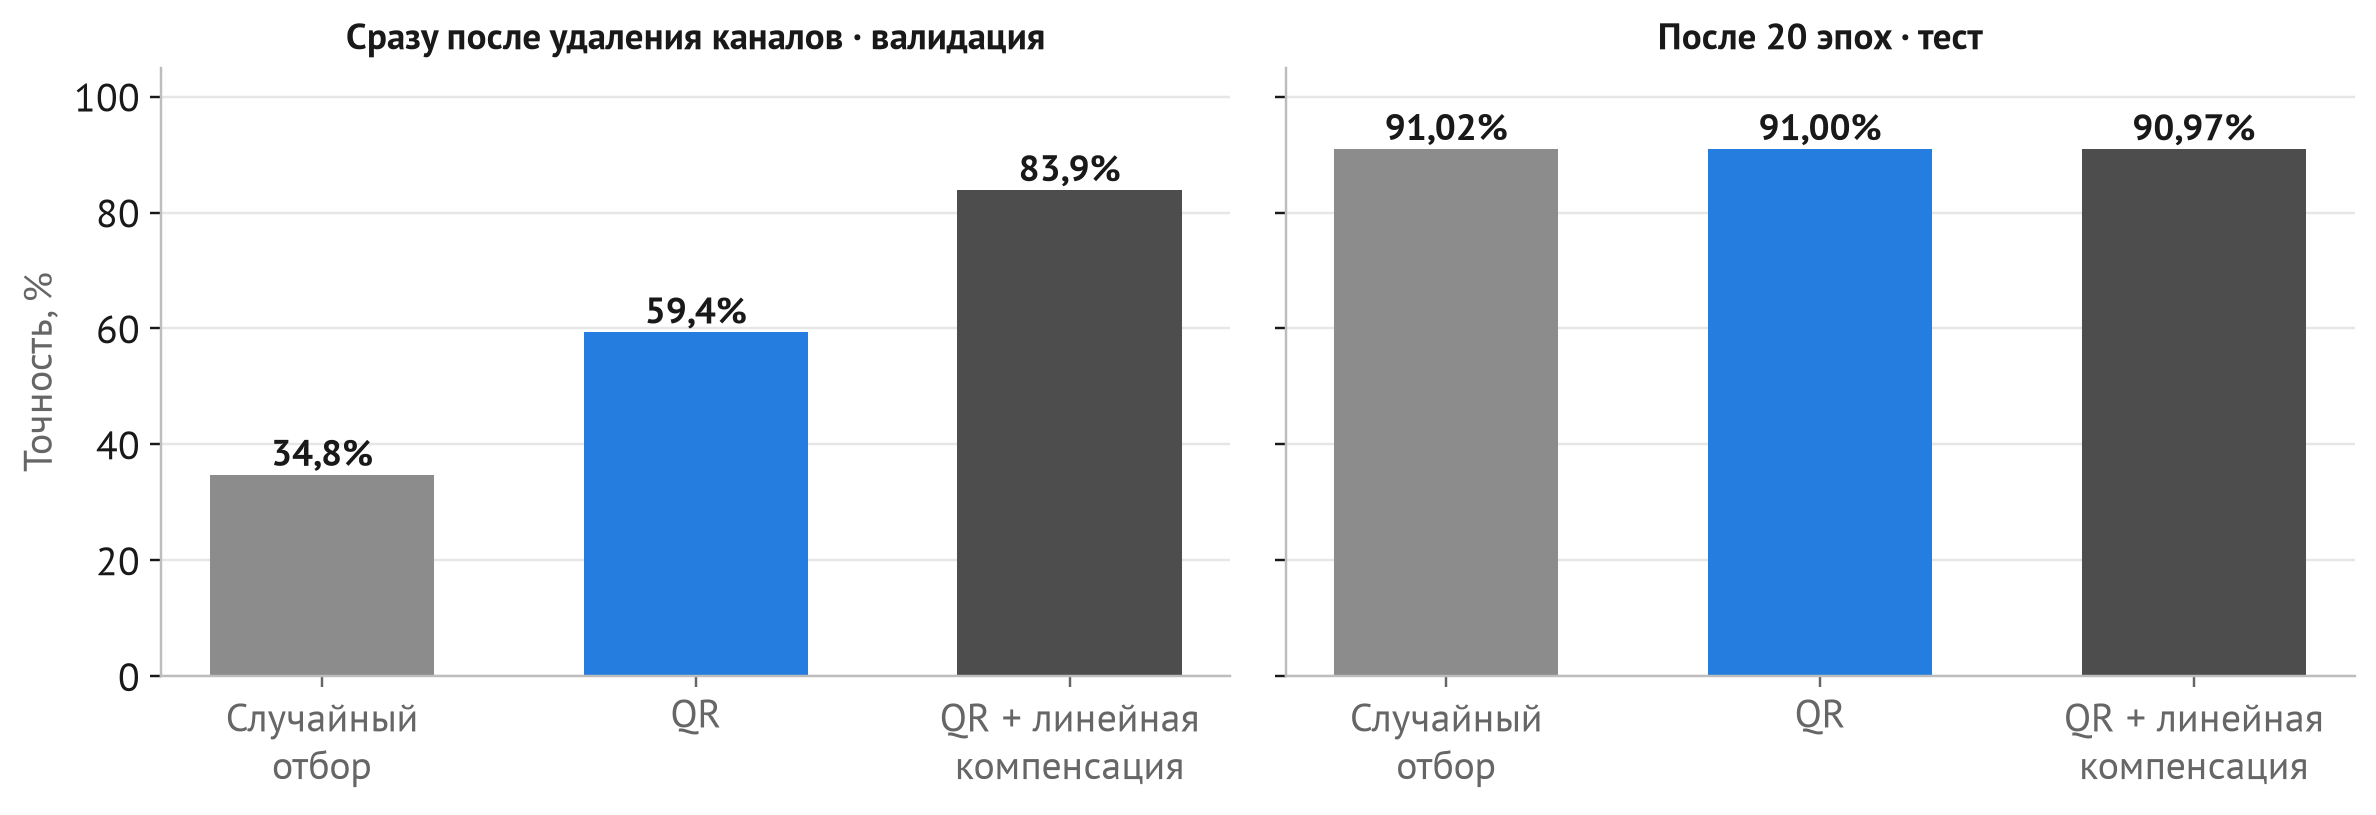 Сразу после удаления каналов · валидация
Точность, %
100
80
60
40
20
0
34,8%
59,4%
83,9%
Случайный
отбор
QR
QR + линейная
компенсация
После 20 эпох · тест
91,02%
91,00%
90,97%
Случайный
отбор
QR
QR + линейная
компенсация